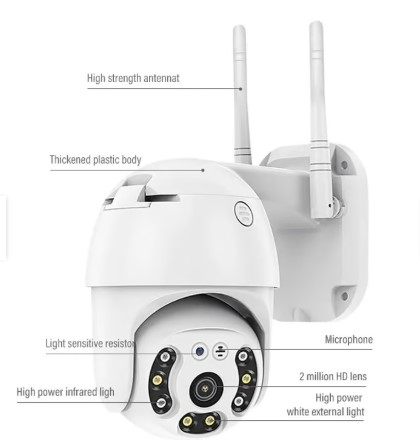 High strength antennat
Thickened plastic body
Light sensitive resistor
Microphone
2 million HD lens
High power infrared ligh
High power
white external light